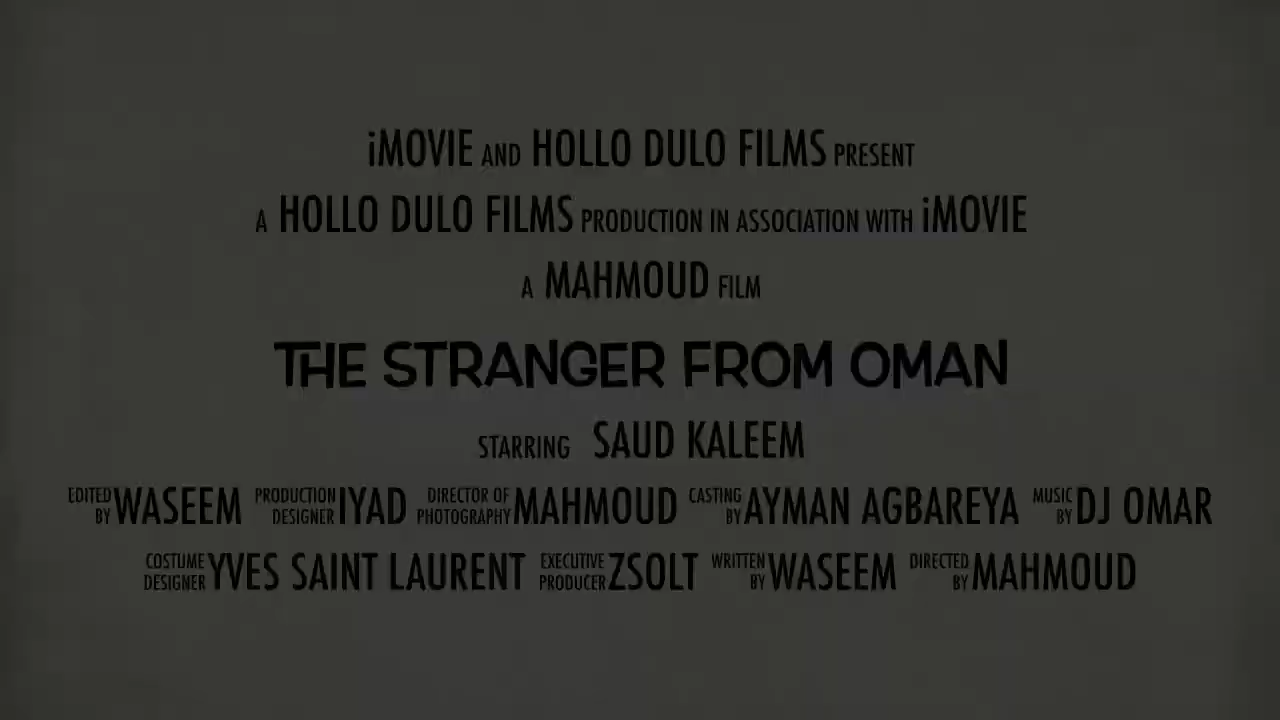 iMOVIE AND HOLLO DULO FILMS PRESENT
A HOLLO DULO FILMS PRODUCTION IN ASSOCIATION WITH iMOVIE
A MAHMOUD FILM
THE STRANGER FROM OMAN
STARRING SAUD KALEEM
EDITED BY WASEEM PRODUCTION DESIGNER IYAD DIRECTOR OF PHOTOGRAPHY MAHMOUD CASTING BY AYMAN AGBAREYA MUSIC BY DJ OMAR
COSTUME DESIGNER YVES SAINT LAURENT EXECUTIVE PRODUCER ZSOLT WRITTEN BY WASEEM DIRECTED BY MAHMOUD